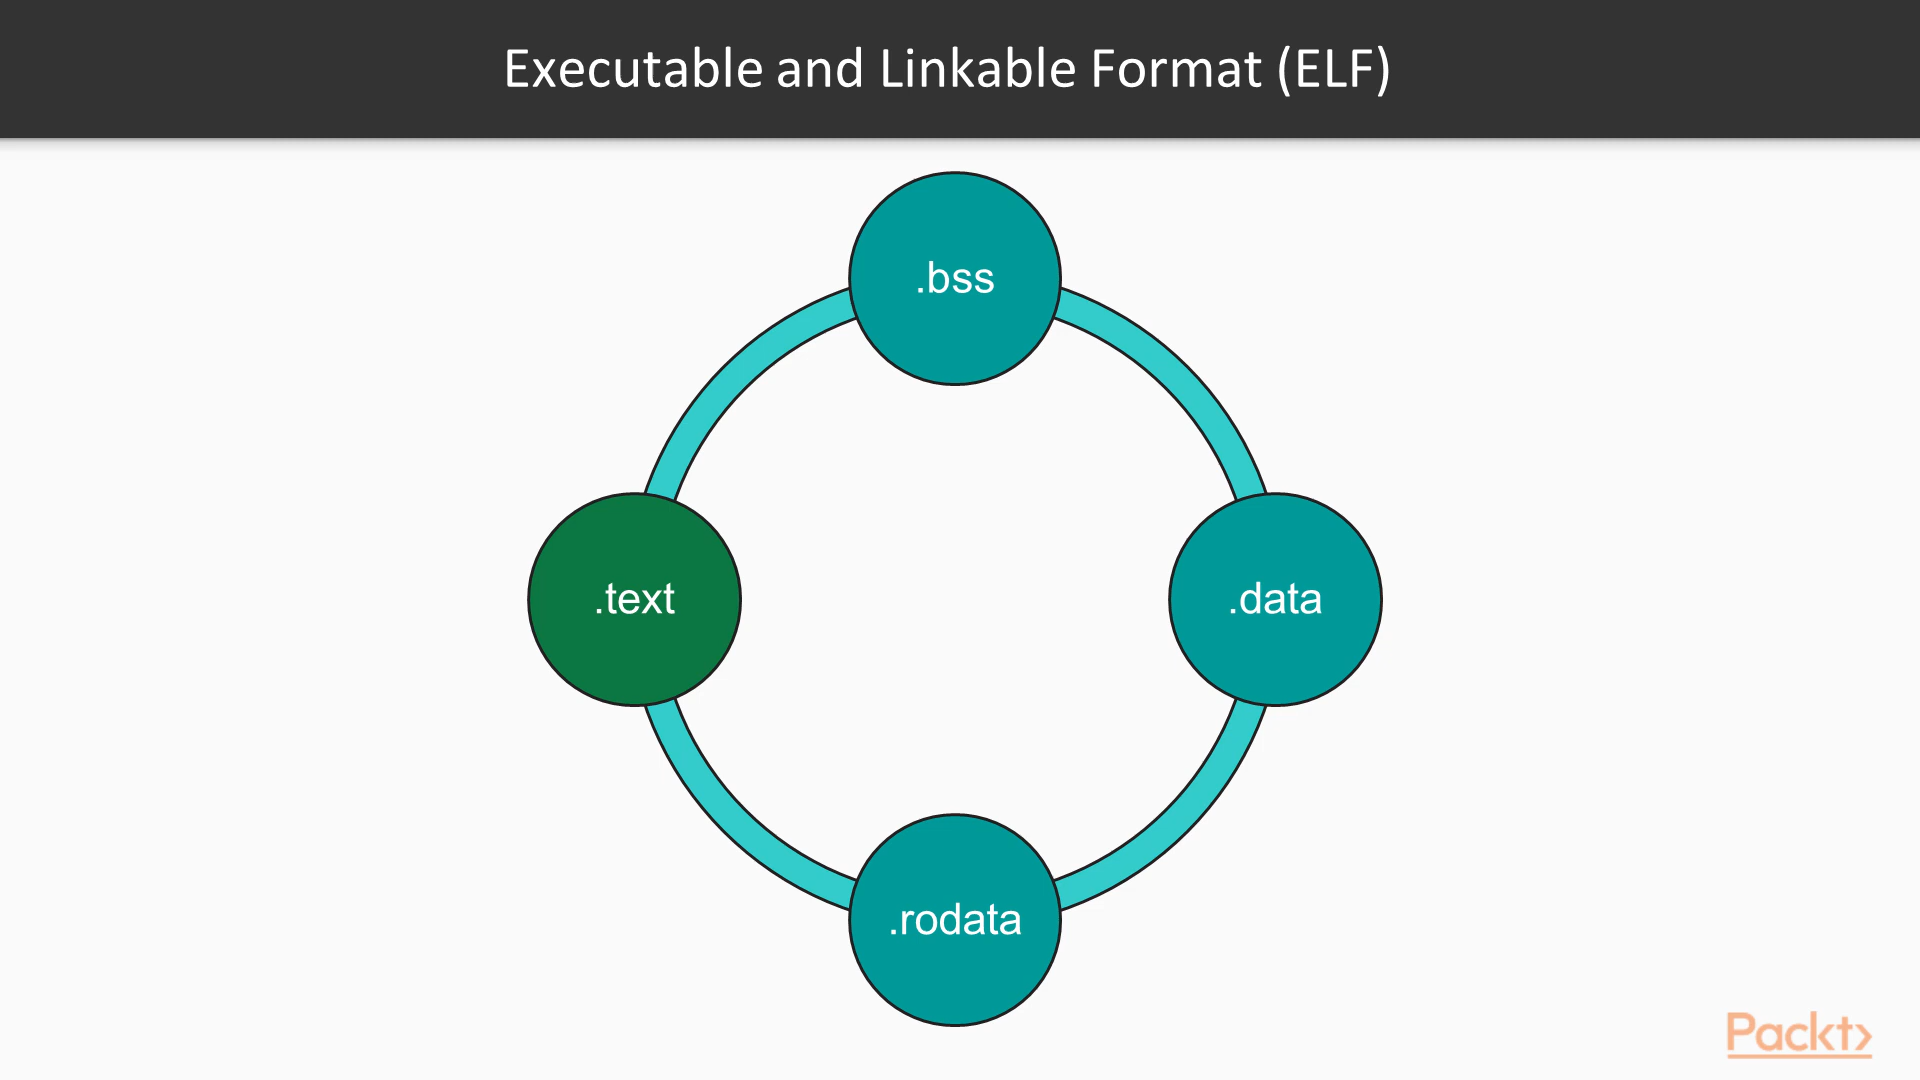 Executable and Linkable Format (ELF)
.bss
.text
.data
.rodata
Packt>